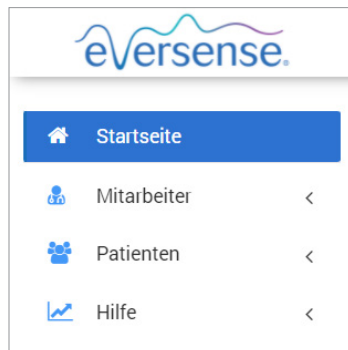 eversense.
Startseite
Mitarbeiter
Patienten
Hilfe